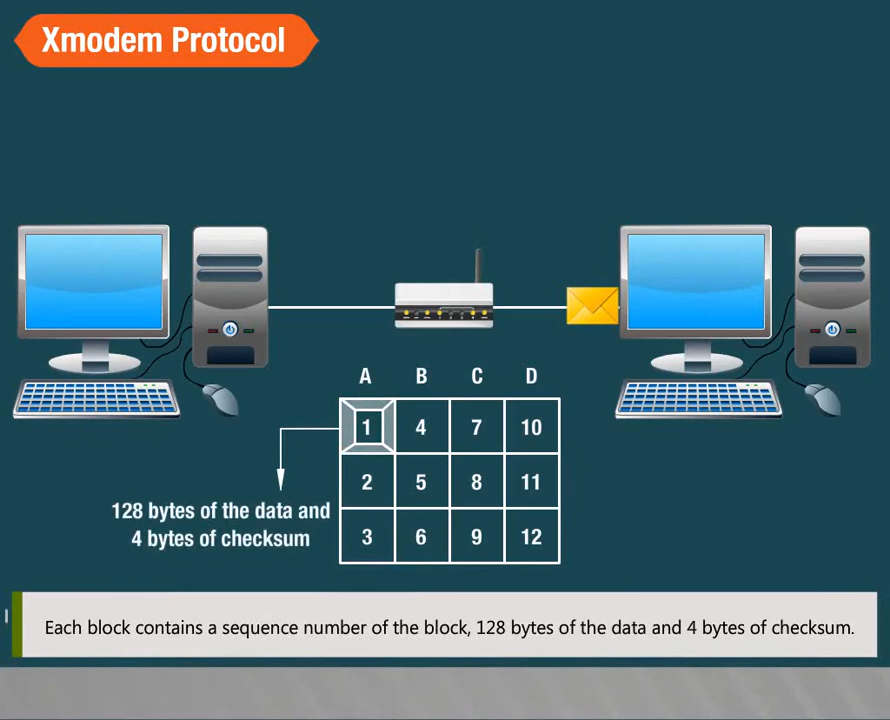 Xmodem Protocol
A B C D
1 4 7 10
2 5 8 11
3 6 9 12
128 bytes of the data and
4 bytes of checksum
Each block contains a sequence number of the block, 128 bytes of the data and 4 bytes of checksum.